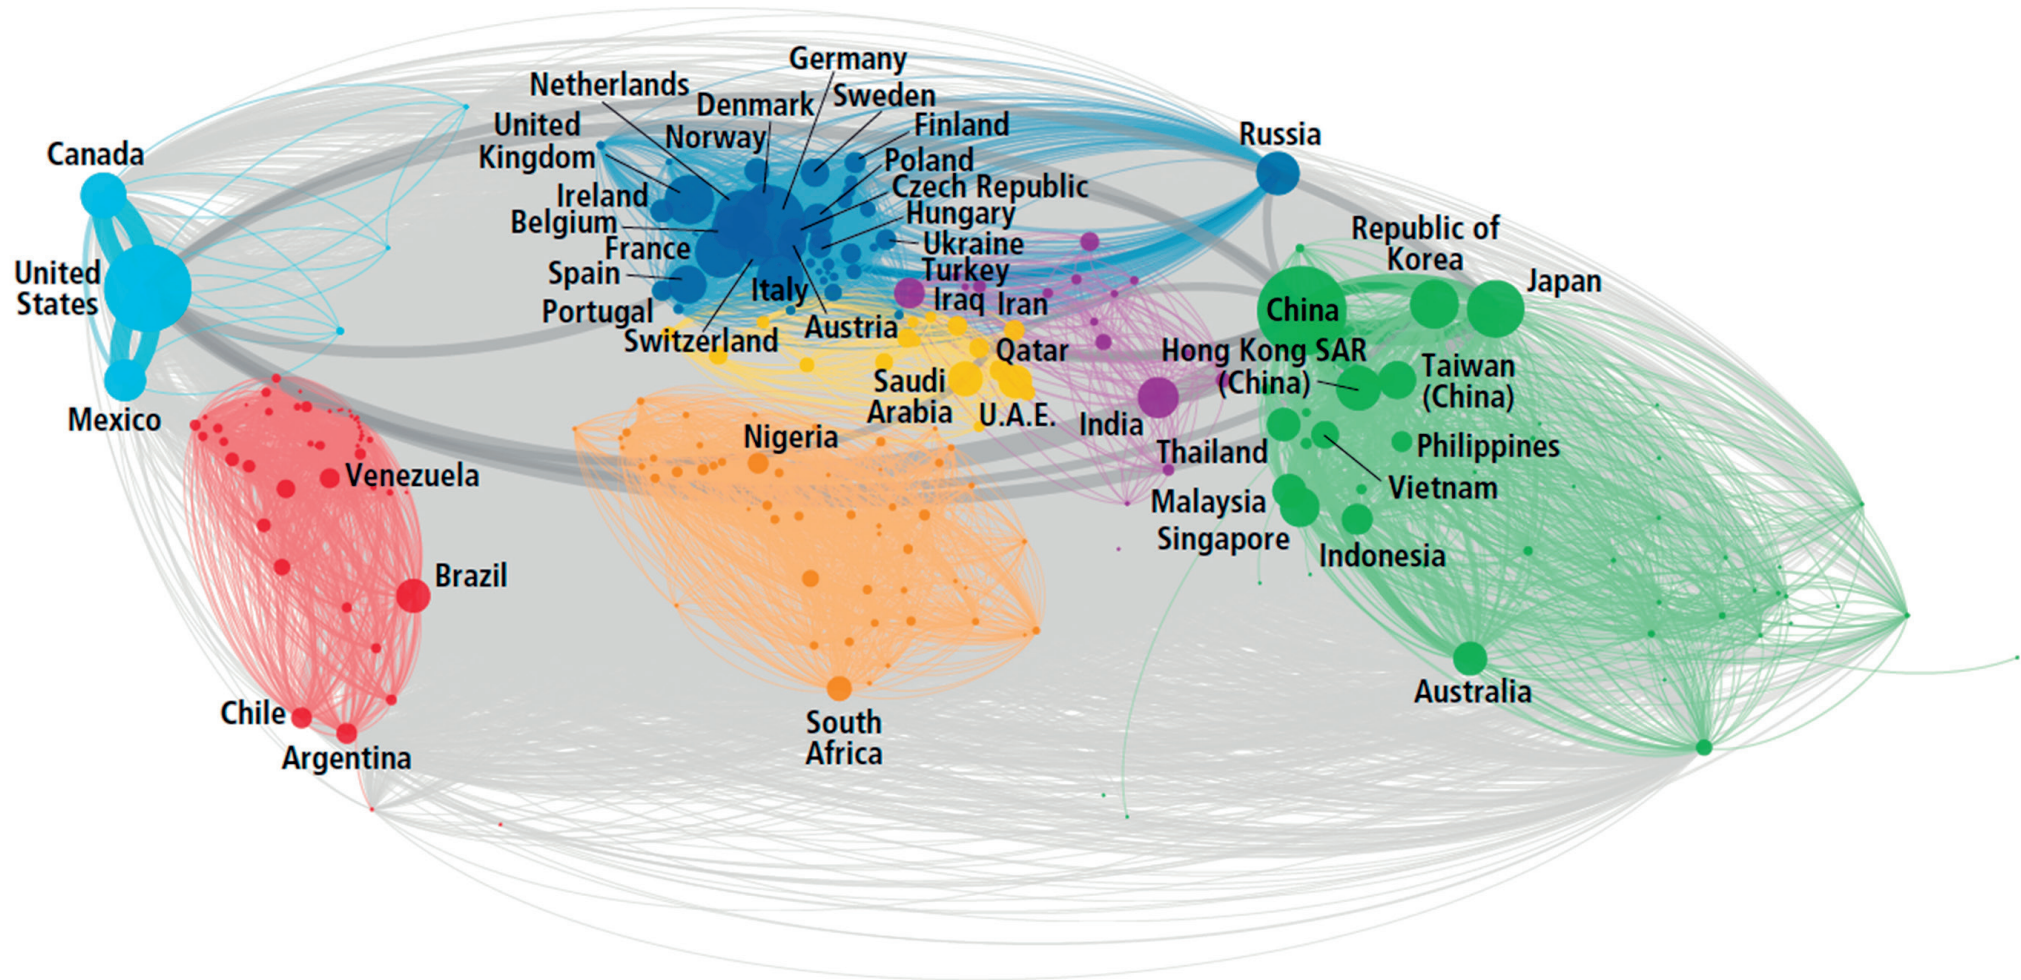 Germany
Netherlands
Denmark
Sweden
United
Kingdom
Norway
Finland
Russia
Canada
Poland
Ireland
Czech Republic
Belgium
Hungary
France
Ukraine
Republic of
Korea
United
States
Spain
Turkey
Japan
Italy
Iraq
Iran
China
Portugal
Switzerland
Austria
Qatar
Hong Kong SAR
(China)
Taiwan
(China)
Saudi
Arabia
U.A.E.
India
Mexico
Nigeria
Thailand
Philippines
Venezuela
Vietnam
Malaysia
Singapore
Indonesia
Brazil
Australia
Chile
Argentina
South
Africa